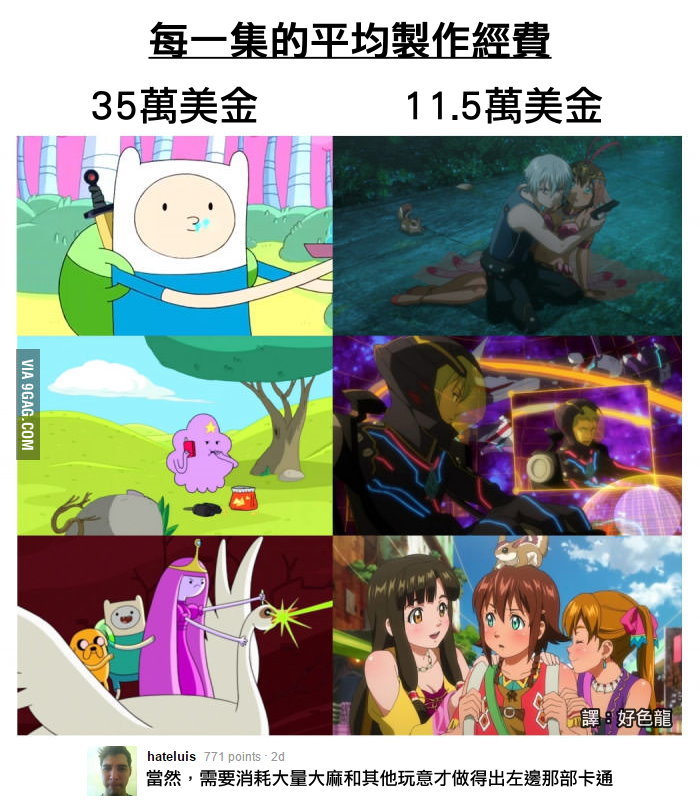 每一集的平均製作經費
35萬美金
11.5萬美金
VIA 9GAG.COM
譯：好色龍
hateluis 771 points · 2d
當然，需要消耗大量大麻和其他玩意才做得出左邊那部卡通